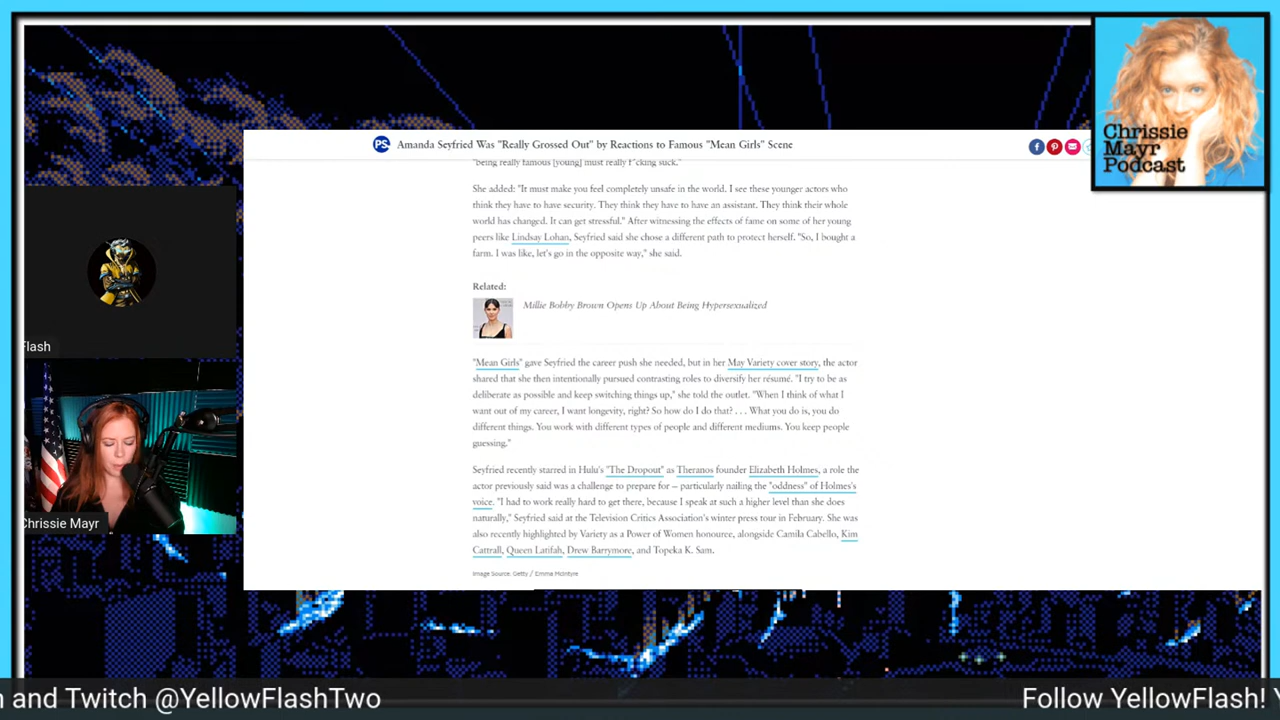 Chrissie
Mayr
Podcast
PS.
Amanda Seyfried Was "Really Grossed Out" by Reactions to Famous "Mean Girls" Scene
"being really famous [young] must really f*cking suck."
She added: "It must make you feel completely unsafe in the world. I see these younger actors who
think they have to have security. They think they have to have an assistant. They think their whole
world has changed. It can get stressful." After witnessing the effects of fame on some of her young
peers like Lindsay Lohan, Seyfried said she chose a different path to protect herself. "So, I bought a
farm. I was like, let's go in the opposite way," she said.
Related:
Millie Bobby Brown Opens Up About Being Hypersexualized
"Mean Girls" gave Seyfried the career push she needed, but in her May Variety cover story, the actor
shared that she then intentionally pursued contrasting roles to diversify her résumé. "I try to be as
deliberate as possible and keep switching things up," she told the outlet. "When I think of what I
want out of my career, I want longevity, right? So how do I do that? . . . What you do is, you do
different things. You work with different types of people and different mediums. You keep people
guessing."
Seyfried recently starred in Hulu's "The Dropout" as Theranos founder Elizabeth Holmes, a role the
actor previously said was a challenge to prepare for — particularly nailing the "oddness" of Holmes's
voice. "I had to work really hard to get there, because I speak at such a higher level than she does
naturally," Seyfried said at the Television Critics Association's winter press tour in February. She was
also recently highlighted by Variety as a Power of Women honouree, alongside Camila Cabello, Kim
Cattrall, Queen Latifah, Drew Barrymore, and Topeka K. Sam.
Image Source: Getty / Emma McIntyre
Flash
Chrissie Mayr
n and Twitch @YellowFlashTwo
Follow YellowFlash! Y